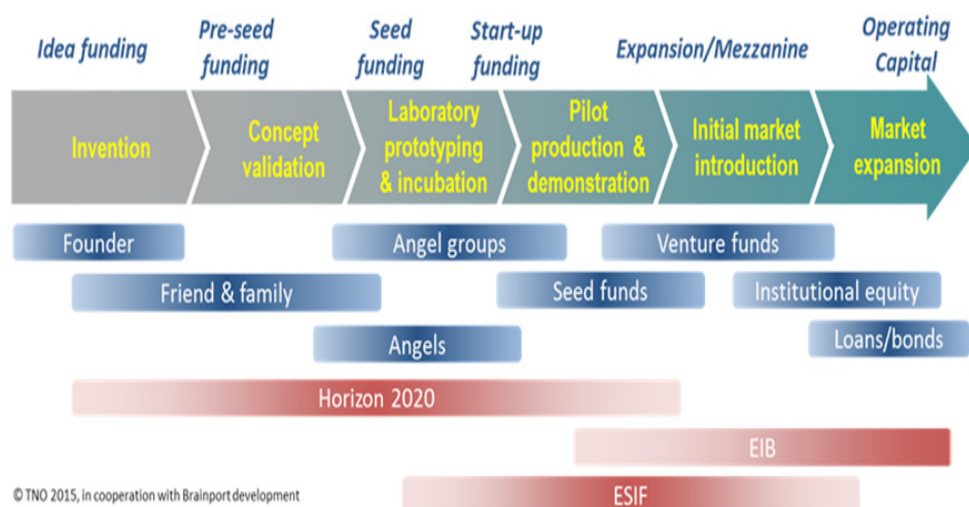 Idea funding
Pre-seed
funding
Seed
funding
Start-up
funding
Expansion/Mezzanine
Operating
Capital
Invention
Concept
validation
Laboratory
prototyping
& incubation
Pilot
production &
demonstration
Initial market
introduction
Market
expansion
Founder
Angel groups
Venture funds
Friend & family
Seed funds
Institutional equity
Angels
Loans/bonds
Horizon 2020
EIB
ESIF
© TNO 2015, in cooperation with Brainport development